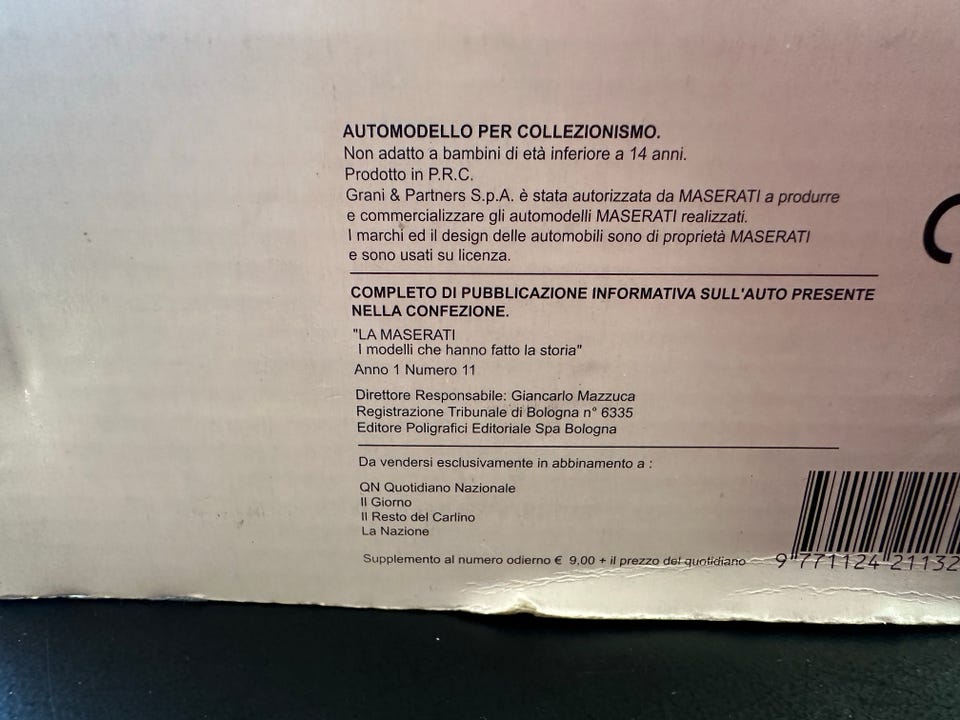 AUTOMODELLO PER COLLEZIONISMO.
Non adatto a bambini di età inferiore a 14 anni.
Prodotto in P.R.C.
Grani & Partners S.p.A. è stata autorizzata da MASERATI a produrre
e commercializzare gli automodelli MASERATI realizzati.
I marchi ed il design delle automobili sono di proprietà MASERATI
e sono usati su licenza.
COMPLETO DI PUBBLICAZIONE INFORMATIVA SULL'AUTO PRESENTE
NELLA CONFEZIONE.
"LA MASERATI
I modelli che hanno fatto la storia"
Anno 1 Numero 11
Direttore Responsabile: Giancarlo Mazzuca
Registrazione Tribunale di Bologna n° 6335
Editore Poligrafici Editoriale Spa Bologna
Da vendersi esclusivamente in abbinamento a :
QN Quotidiano Nazionale
Il Giorno
Il Resto del Carlino
La Nazione
Supplemento al numero odierno € 9,00 + il prezzo del quotidiano
9 771124 21132